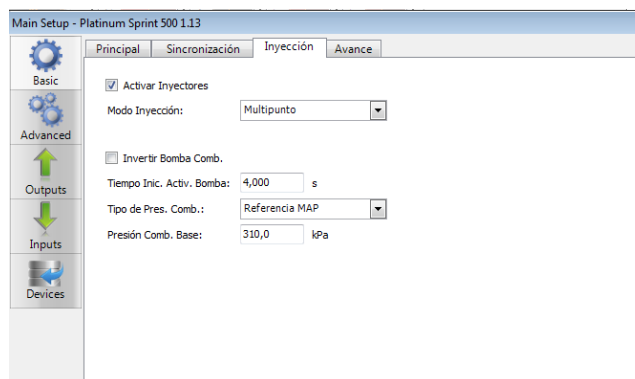 Main Setup - Platinum Sprint 500 1.13
Basic
Advanced
Outputs
Inputs
Devices
Principal Sincronización Inyección Avance
Activar Inyectores
Modo Inyección: Multipunto
Invertir Bomba Comb.
Tiempo Inic. Activ. Bomba: 4,000 s
Tipo de Pres. Comb.: Referencia MAP
Presión Comb. Base: 310,0 kPa